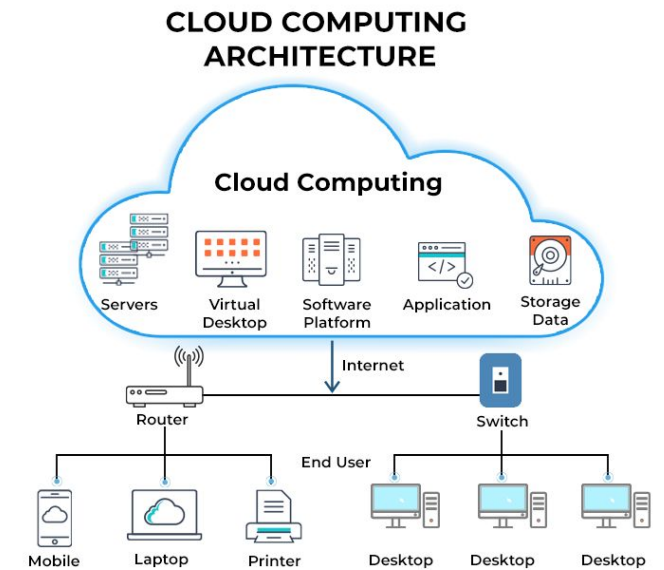 CLOUD COMPUTING
ARCHITECTURE
Cloud Computing
Servers
Virtual
Desktop
Software
Platform
</>
Application
Storage
Data
Internet
Router
Switch
End User
Mobile
Laptop
Printer
Desktop
Desktop
Desktop